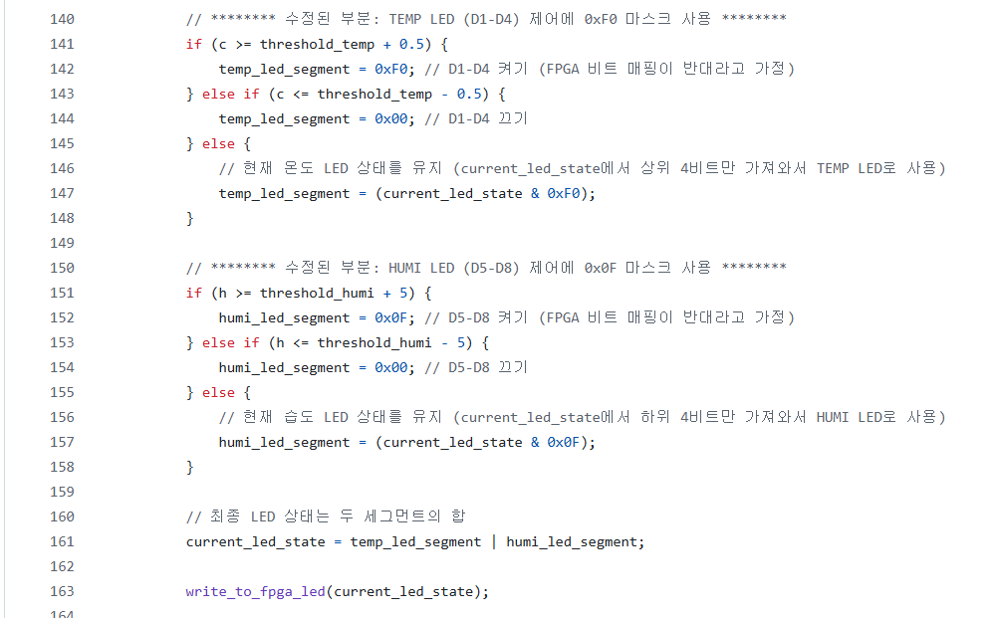 140 // ******** 수정된 부분: TEMP LED (D1-D4) 제어에 0xF0 마스크 사용 ********
141 if (c >= threshold_temp + 0.5) {
142 temp_led_segment = 0xF0; // D1-D4 켜기 (FPGA 비트 매핑이 반대라고 가정)
143 } else if (c <= threshold_temp - 0.5) {
144 temp_led_segment = 0x00; // D1-D4 끄기
145 } else {
146 // 현재 온도 LED 상태를 유지 (current_led_state에서 상위 4비트만 가져와서 TEMP LED로 사용)
147 temp_led_segment = (current_led_state & 0xF0);
148 }
149
150 // ******** 수정된 부분: HUMI LED (D5-D8) 제어에 0x0F 마스크 사용 ********
151 if (h >= threshold_humi + 5) {
152 humi_led_segment = 0x0F; // D5-D8 켜기 (FPGA 비트 매핑이 반대라고 가정)
153 } else if (h <= threshold_humi - 5) {
154 humi_led_segment = 0x00; // D5-D8 끄기
155 } else {
156 // 현재 습도 LED 상태를 유지 (current_led_state에서 하위 4비트만 가져와서 HUMI LED로 사용)
157 humi_led_segment = (current_led_state & 0x0F);
158 }
159
160 // 최종 LED 상태는 두 세그먼트의 합
161 current_led_state = temp_led_segment | humi_led_segment;
162
163 write_to_fpga_led(current_led_state);
164